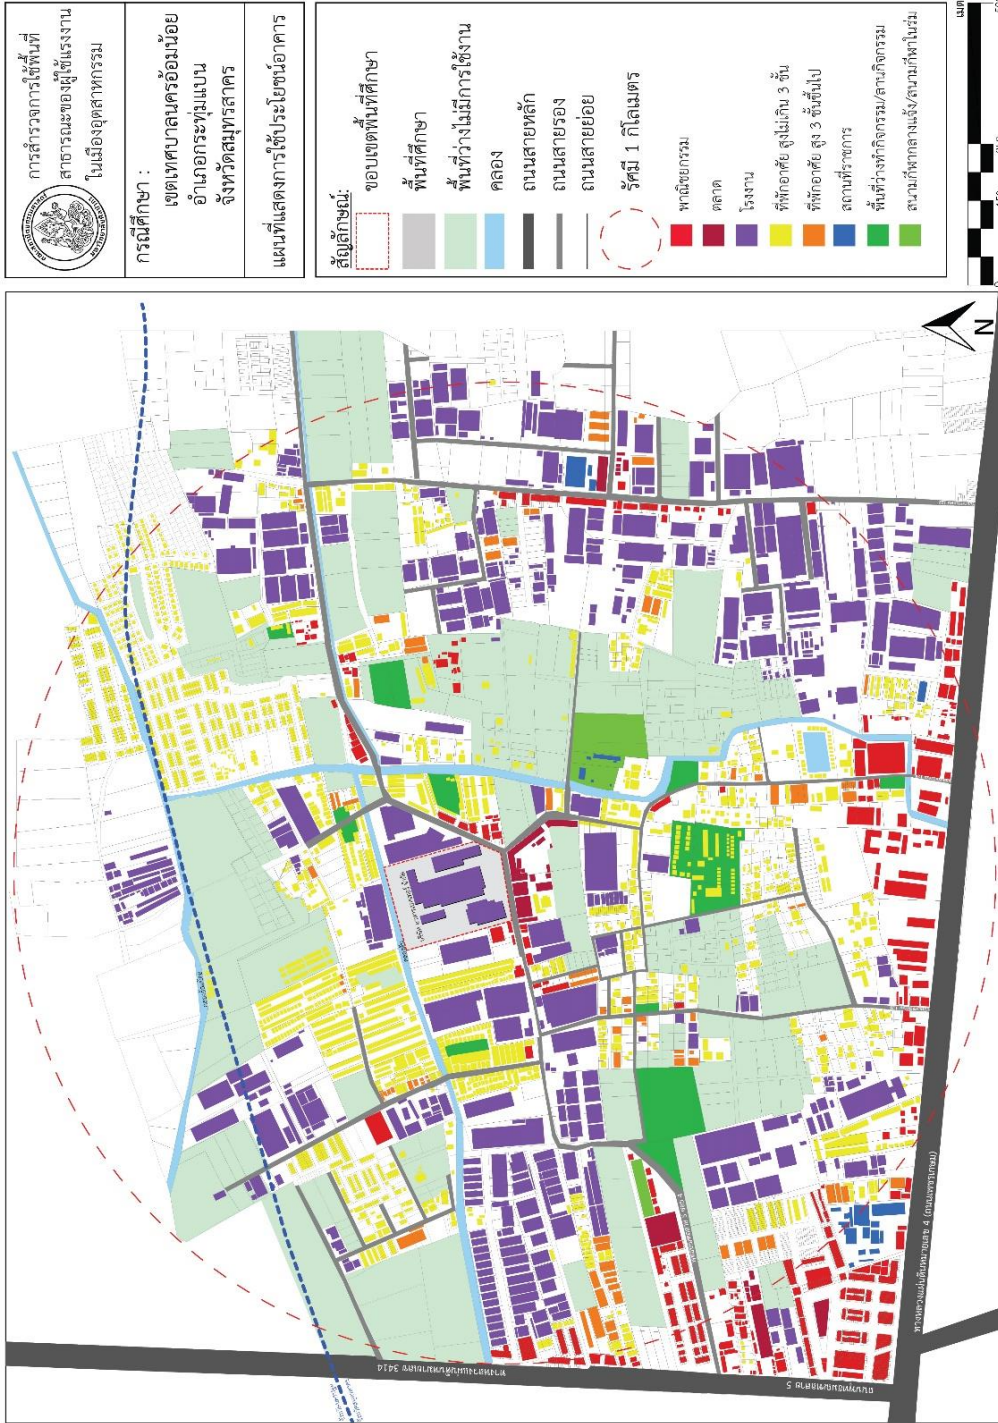 การสำรวจการใช้พื้นที่
สาธารณะของผู้ใช้แรงงาน
ในเมืองอุตสาหกรรม
กรณีศึกษา :
เขตเทศบาลนครอ้อมน้อย
อำเภอกระทุ่มแบน
จังหวัดสมุทรสาคร
แผนที่แสดงการใช้ประโยชน์อาคาร
สัญลักษณ์:
ขอบเขตพื้นที่ศึกษา
พื้นที่ศึกษา
พื้นที่ว่างไม่มีการใช้งาน
คลอง
ถนนสายหลัก
ถนนสายรอง
ถนนสายย่อย
รัศมี 1 กิโลเมตร
พาณิชยกรรม
ตลาด
โรงงาน
ที่พักอาศัย สูงไม่เกิน 3 ชั้น
ที่พักอาศัย สูง 3 ชั้นขึ้นไป
สถานที่ราชการ
พื้นที่ว่างทำกิจกรรม/ลานกิจกรรม
สนามกีฬากลางแจ้ง/สนามกีฬาในร่ม
N
ทางหลวงแผ่นดินหมายเลข 3414
ถนนพุทธมณฑลสาย 5
ทางหลวงแผ่นดินหมายเลข 4 (ถนนเพชรเกษม)